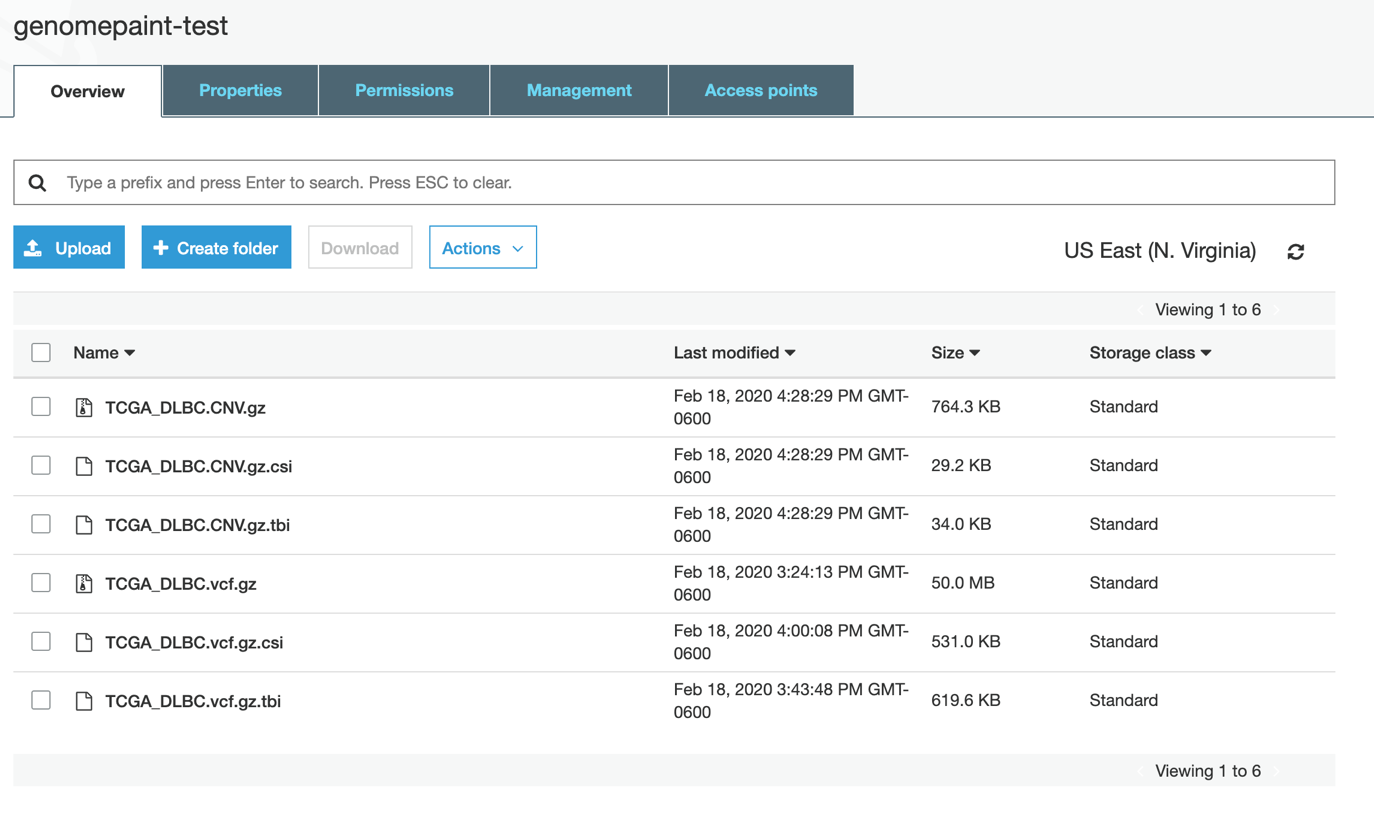 genomepaint-test
Overview
Properties
Permissions
Management
Access points
Type a prefix and press Enter to search. Press ESC to clear.
Upload
Create folder
Download
Actions
US East (N. Virginia)
Viewing 1 to 6
Name
Last modified
Size
Storage class
TCGA_DLBC.CNV.gz
Feb 18, 2020 4:28:29 PM GMT-
0600
764.3 KB
Standard
TCGA_DLBC.CNV.gz.csi
Feb 18, 2020 4:28:29 PM GMT-
0600
29.2 KB
Standard
TCGA_DLBC.CNV.gz.tbi
Feb 18, 2020 4:28:29 PM GMT-
0600
34.0 KB
Standard
TCGA_DLBC.vcf.gz
Feb 18, 2020 3:24:13 PM GMT-
0600
50.0 MB
Standard
TCGA_DLBC.vcf.gz.csi
Feb 18, 2020 4:00:08 PM GMT-
0600
531.0 KB
Standard
TCGA_DLBC.vcf.gz.tbi
Feb 18, 2020 3:43:48 PM GMT-
0600
619.6 KB
Standard
Viewing 1 to 6